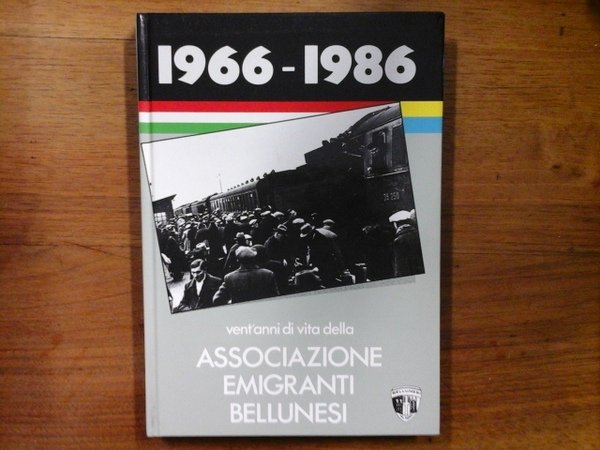 1966-1986
vent'anni di vita della
ASSOCIAZIONE
EMIGRANTI
BELLUNESI